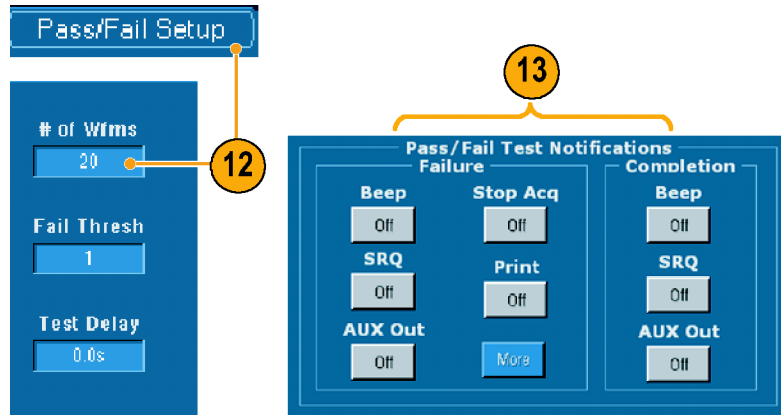 Pass/Fail Setup
12
# of Wfms
20
Fail Thresh
1
Test Delay
0.0s
13
Pass/Fail Test Notifications
Failure
Completion
Beep
Stop Acq
Beep
Off
Off
Off
SRQ
Print
SRQ
Off
Off
Off
AUX Out
AUX Out
Off
More
Off